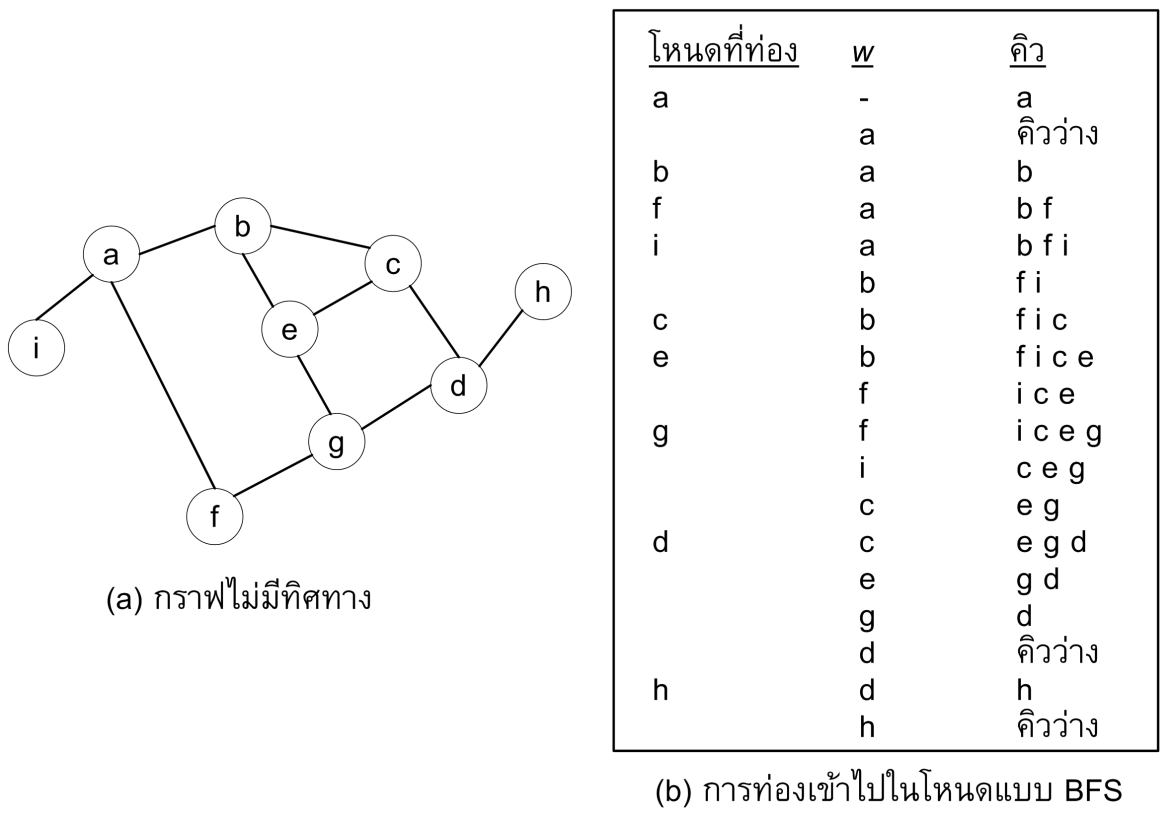 a
b
c
h
i
e
d
g
f
(a) กราฟไม่มีทิศทาง
โหนดที่ท่อง w คิว
a - a
a คิวว่าง
b a b
f a b f
i a b f i
b f i
c b f i c
e b f i c e
f i c e
g f i c e g
i c e g
c e g
d c e g d
e g d
g d
d คิวว่าง
h d h
h คิวว่าง
(b) การท่องเข้าไปในโหนดแบบ BFS